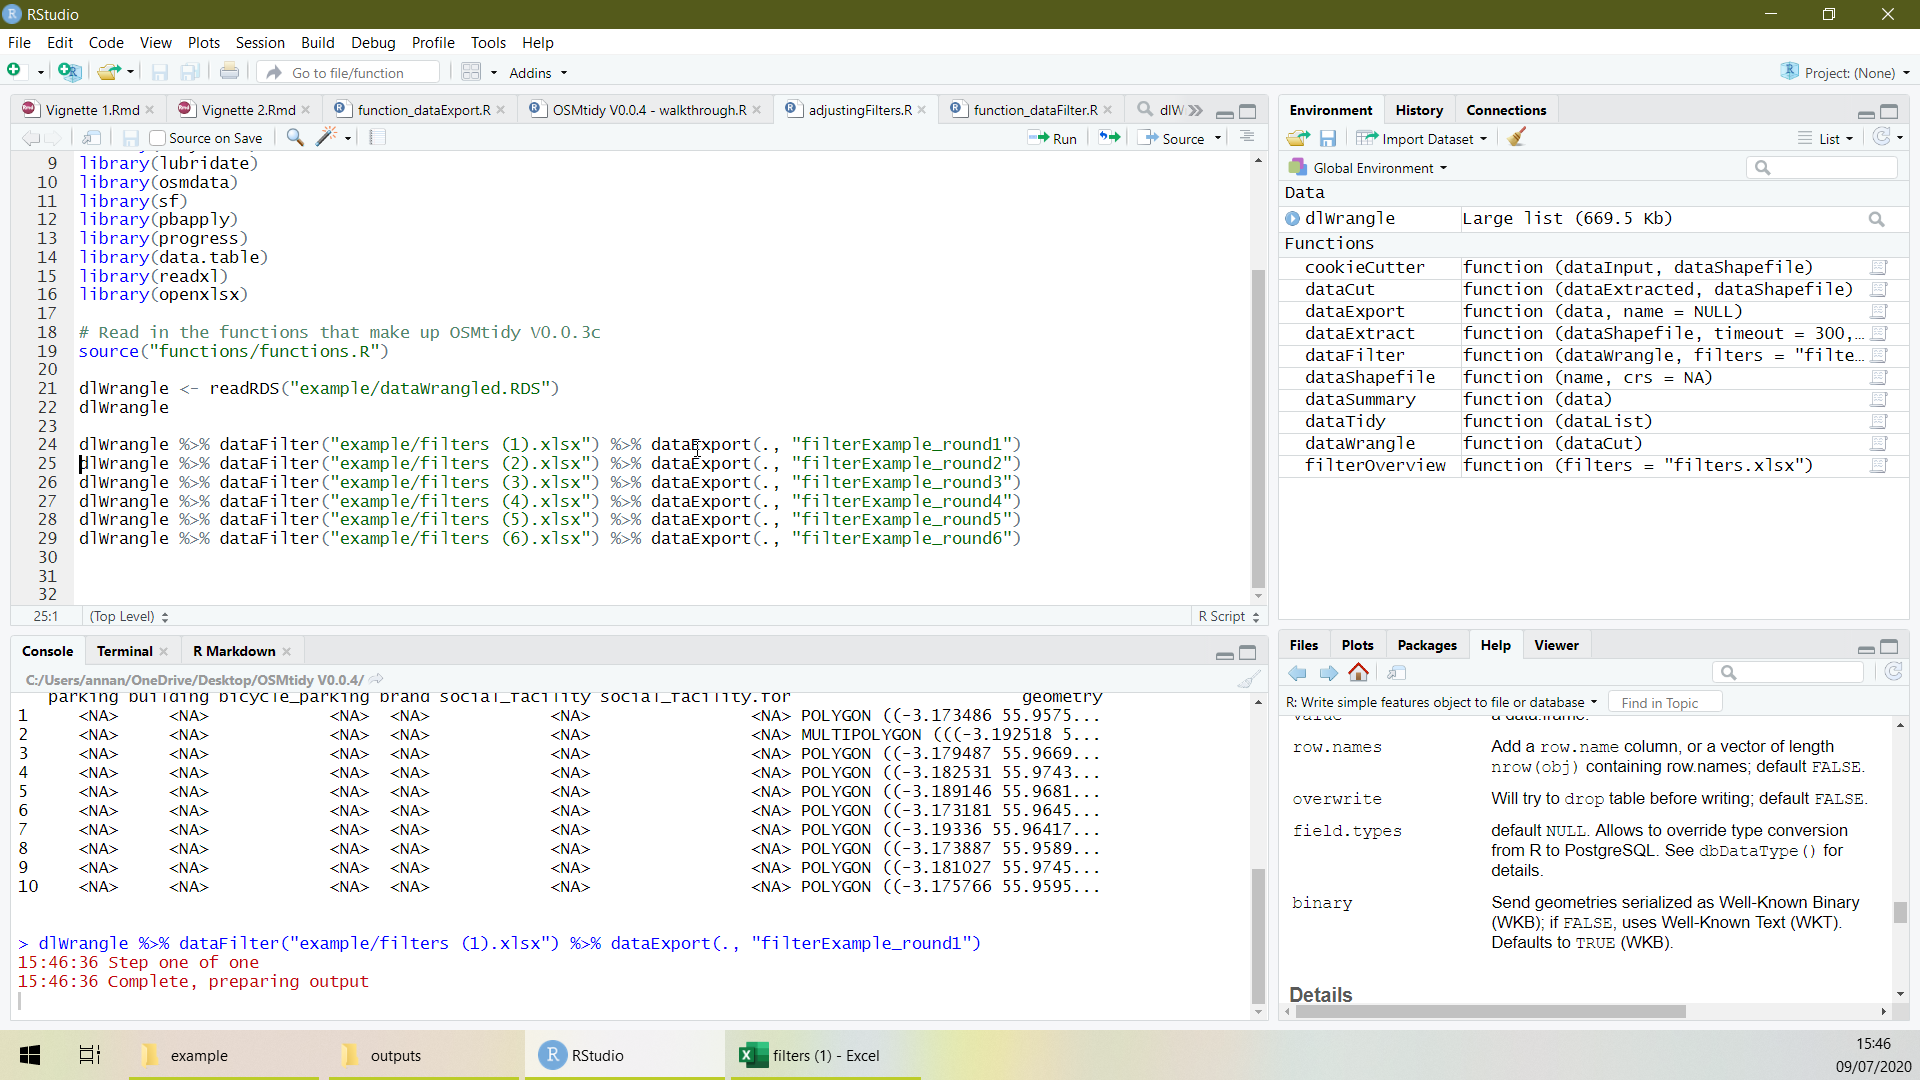 RStudio
File Edit Code View Plots Session Build Debug Profile Tools Help
Go to file/function Addins Project: (None)
Vignette 1.Rmd Vignette 2.Rmd function_dataExport.R OSMtidy V0.0.4 - walkthrough.R adjustingFilters.R function_dataFilter.R dlW
Source on Save Run Source
9 library(lubridate)
10 library(osmdata)
11 library(sf)
12 library(pbapply)
13 library(progress)
14 library(data.table)
15 library(readxl)
16 library(openxlsx)
17
18 # Read in the functions that make up OSMtidy V0.0.3c
19 source("functions/functions.R")
20
21 dlWrangle <- readRDS("example/dataWrangled.RDS")
22 dlWrangle
23
24 dlWrangle %>% dataFilter("example/filters (1).xlsx") %>% dataExport(., "filterExample_round1")
25 dlWrangle %>% dataFilter("example/filters (2).xlsx") %>% dataExport(., "filterExample_round2")
26 dlWrangle %>% dataFilter("example/filters (3).xlsx") %>% dataExport(., "filterExample_round3")
27 dlWrangle %>% dataFilter("example/filters (4).xlsx") %>% dataExport(., "filterExample_round4")
28 dlWrangle %>% dataFilter("example/filters (5).xlsx") %>% dataExport(., "filterExample_round5")
29 dlWrangle %>% dataFilter("example/filters (6).xlsx") %>% dataExport(., "filterExample_round6")
30
31
32
25:1 (Top Level) R Script
Console Terminal R Markdown
C:/Users/annan/OneDrive/Desktop/OSMtidy V0.0.4/
parking building bicycle_parking brand social_facility social_facility.for geometry
1 <NA> <NA> <NA> <NA> <NA> <NA> POLYGON ((-3.173486 55.9575...
2 <NA> <NA> <NA> <NA> <NA> <NA> MULTIPOLYGON (((-3.192518 5...
3 <NA> <NA> <NA> <NA> <NA> <NA> POLYGON ((-3.179487 55.9669...
4 <NA> <NA> <NA> <NA> <NA> <NA> POLYGON ((-3.182531 55.9743...
5 <NA> <NA> <NA> <NA> <NA> <NA> POLYGON ((-3.189146 55.9681...
6 <NA> <NA> <NA> <NA> <NA> <NA> POLYGON ((-3.173181 55.9645...
7 <NA> <NA> <NA> <NA> <NA> <NA> POLYGON ((-3.19336 55.96417...
8 <NA> <NA> <NA> <NA> <NA> <NA> POLYGON ((-3.173887 55.9589...
9 <NA> <NA> <NA> <NA> <NA> <NA> POLYGON ((-3.181027 55.9745...
10 <NA> <NA> <NA> <NA> <NA> <NA> POLYGON ((-3.175766 55.9595...
> dlWrangle %>% dataFilter("example/filters (1).xlsx") %>% dataExport(., "filterExample_round1")
15:46:36 Step one of one
15:46:36 Complete, preparing output
Environment History Connections
Import Dataset List
Global Environment
Data
dlWrangle Large list (669.5 Kb)
Functions
cookieCutter function (dataInput, dataShapefile)
dataCut function (dataExtracted, dataShapefile)
dataExport function (data, name = NULL)
dataExtract function (dataShapefile, timeout = 300,…
dataFilter function (dataWrangle, filters = "filte…
dataShapefile function (name, crs = NA)
dataSummary function (data)
dataTidy function (dataList)
dataWrangle function (dataCut)
filterOverview function (filters = "filters.xlsx")
Files Plots Packages Help Viewer
R: Write simple features object to file or database Find in Topic
value a data.frame.
row.names Add a row.name column, or a vector of length
nrow(obj) containing row.names; default FALSE.
overwrite Will try to drop table before writing; default FALSE.
field.types default NULL. Allows to override type conversion
from R to PostgreSQL. See dbDataType() for
details.
binary Send geometries serialized as Well-Known Binary
(WKB); if FALSE, uses Well-Known Text (WKT).
Defaults to TRUE (WKB).
Details
example outputs RStudio filters (1) - Excel
15:46
09/07/2020